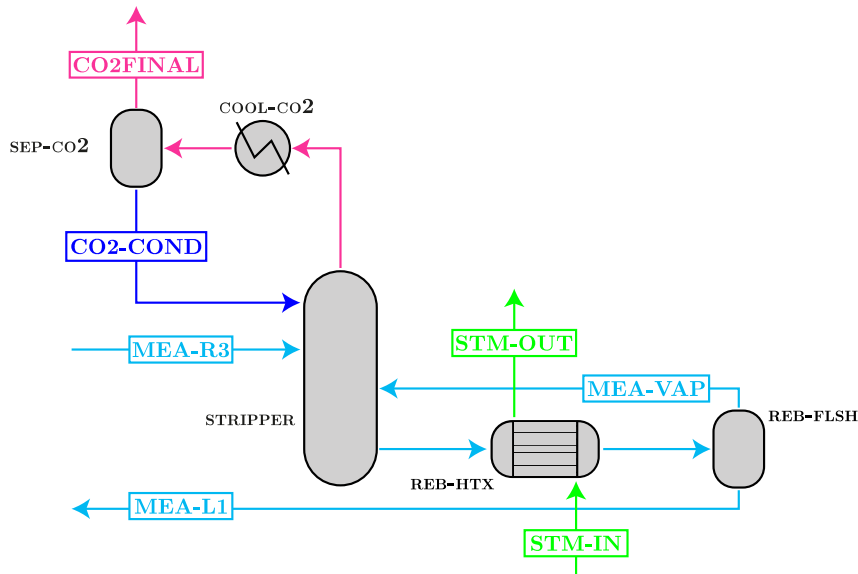 CO2FINAL
COOL-CO2
SEP-CO2
CO2-COND
MEA-R3
STM-OUT
MEA-VAP
STRIPPER
REB-FLSH
REB-HTX
MEA-L1
STM-IN